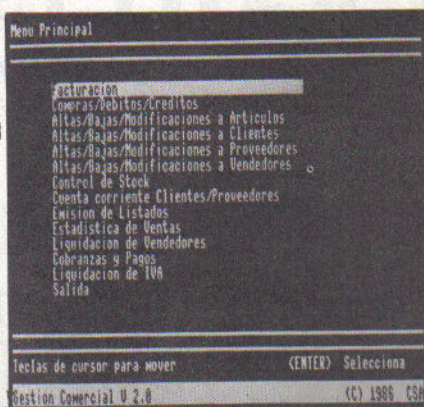 Menu Principal
Facturacion
Compras/Debitos/Creditos
Altas/Bajas/Modificaciones a Articulos
Altas/Bajas/Modificaciones a Clientes
Altas/Bajas/Modificaciones a Proveedores
Altas/Bajas/Modificaciones a Vendedores
Control de Stock
Cuenta corriente Clientes/Proveedores
Emision de Listados
Estadistica de Ventas
Liquidacion de Vendedores
Cobranzas y Pagos
Liquidacion de IVA
Salida
Teclas de cursor para mover <ENTER> Selecciona
Gestion Comercial V 2.0 (C) 1986 CSA